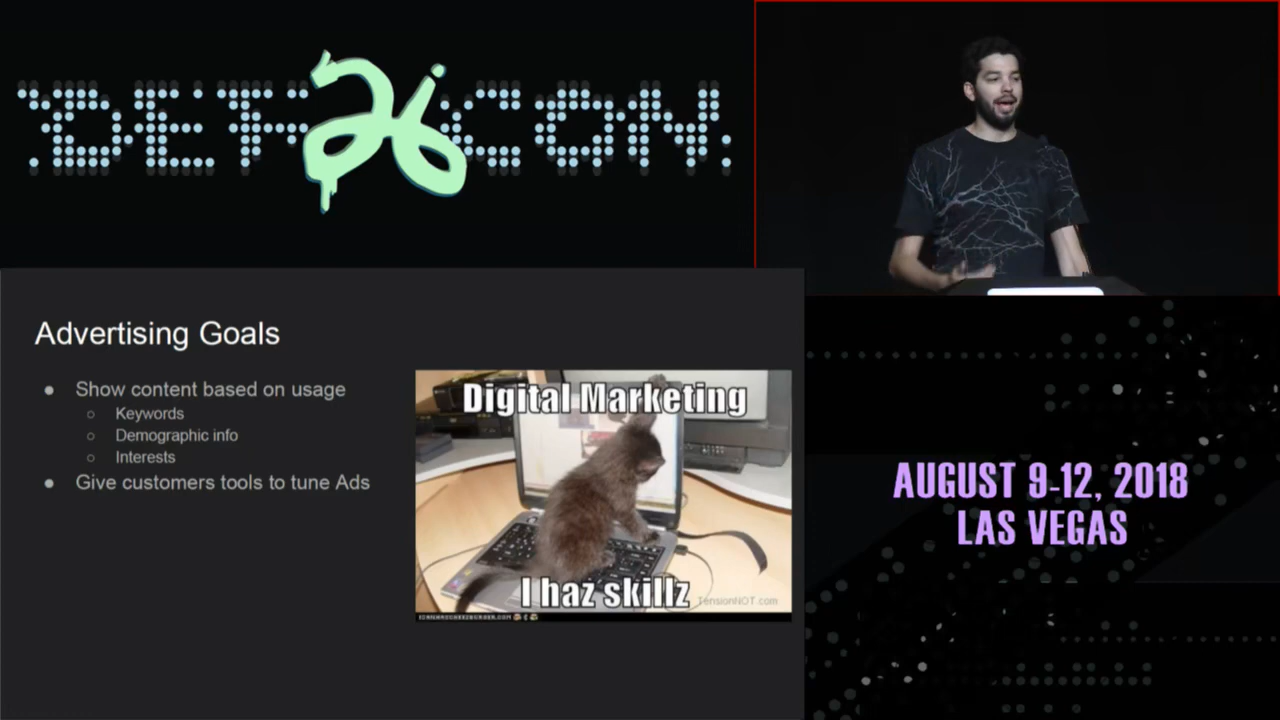 DEF 26 CON
Advertising Goals
Show content based on usage
Keywords
Demographic info
Interests
Give customers tools to tune Ads
Digital Marketing
I haz skillz
TensionNOT.com
AUGUST 9-12, 2018
LAS VEGAS